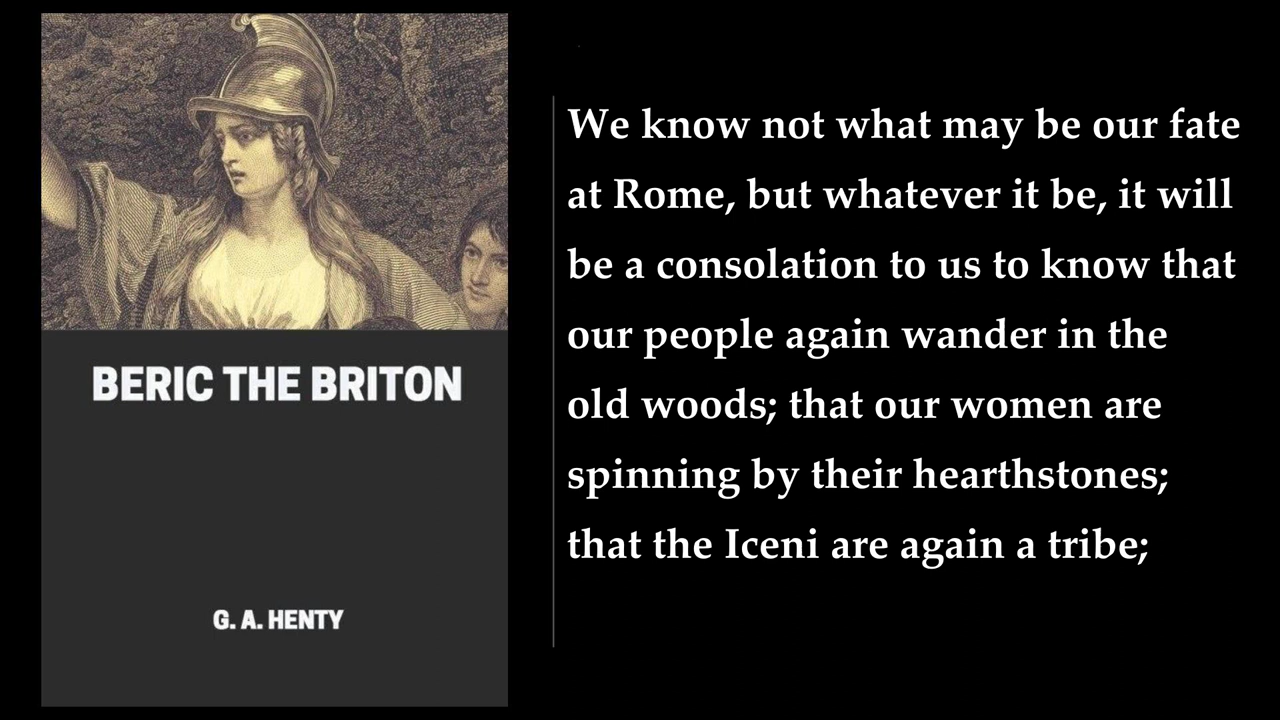 BERIC THE BRITON
G. A. HENTY
We know not what may be our fate
at Rome, but whatever it be, it will
be a consolation to us to know that
our people again wander in the
old woods; that our women are
spinning by their hearthstones;
that the Iceni are again a tribe;